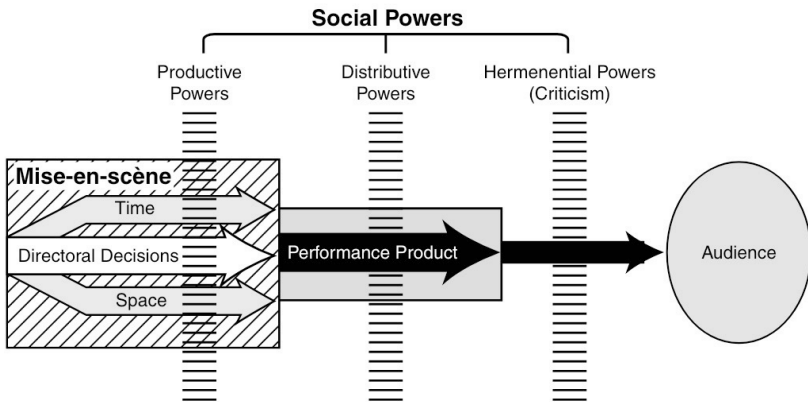 Social Powers
Productive
Powers
Distributive
Powers
Hermenential Powers
(Criticism)
Mise-en-scène
Time
Directoral Decisions
Space
Performance Product
Audience